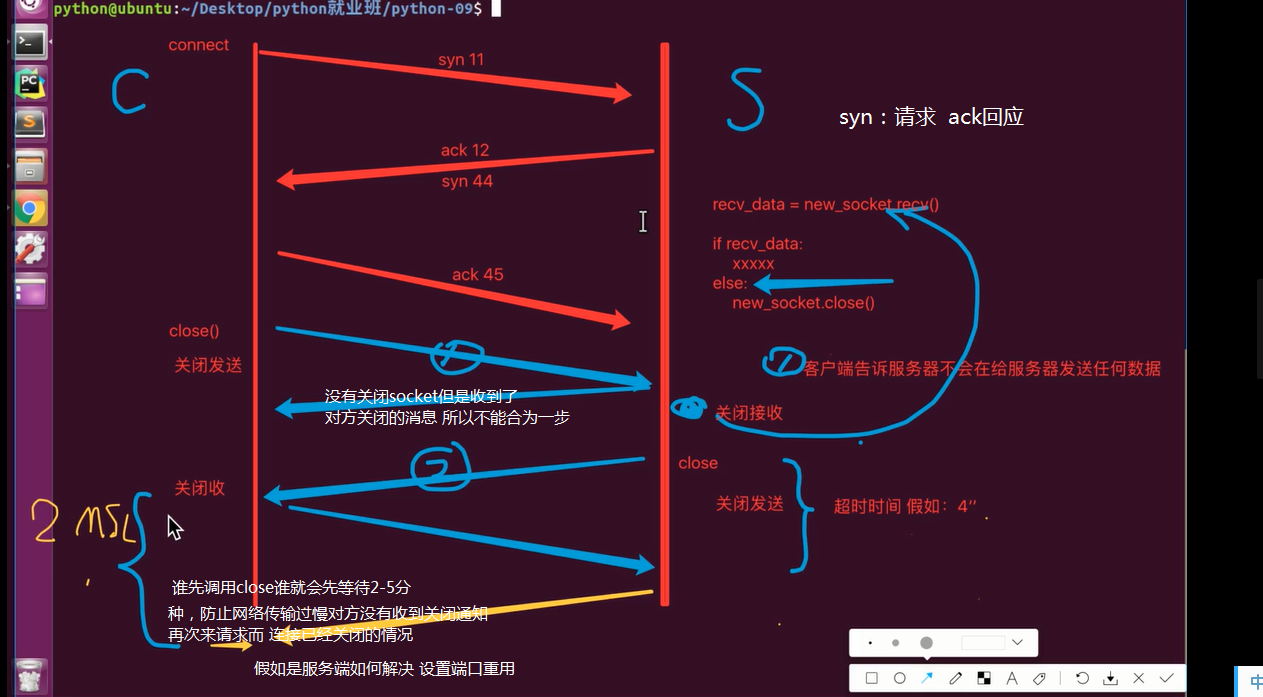 python@ubuntu:~/Desktop/python就业班/python-09$
connect
syn 11
C
S
syn：请求 ack回应
ack 12
syn 44
recv_data = new_socket.recv()
if recv_data:
xxxxx
else:
new_socket.close()
ack 45
close()
关闭发送
1
1
客户端告诉服务器不会在给服务器发送任何数据
没有关闭socket但是收到了
对方关闭的消息 所以不能合为一步
关闭接收
2
close
关闭收
关闭发送
超时时间 假如：4’’
2 MSL
谁先调用close谁就会先等待2-5分
种，防止网络传输过慢对方没有收到关闭通知
再次来请求而 连接已经关闭的情况
假如是服务端如何解决 设置端口重用
PC
S
A
中